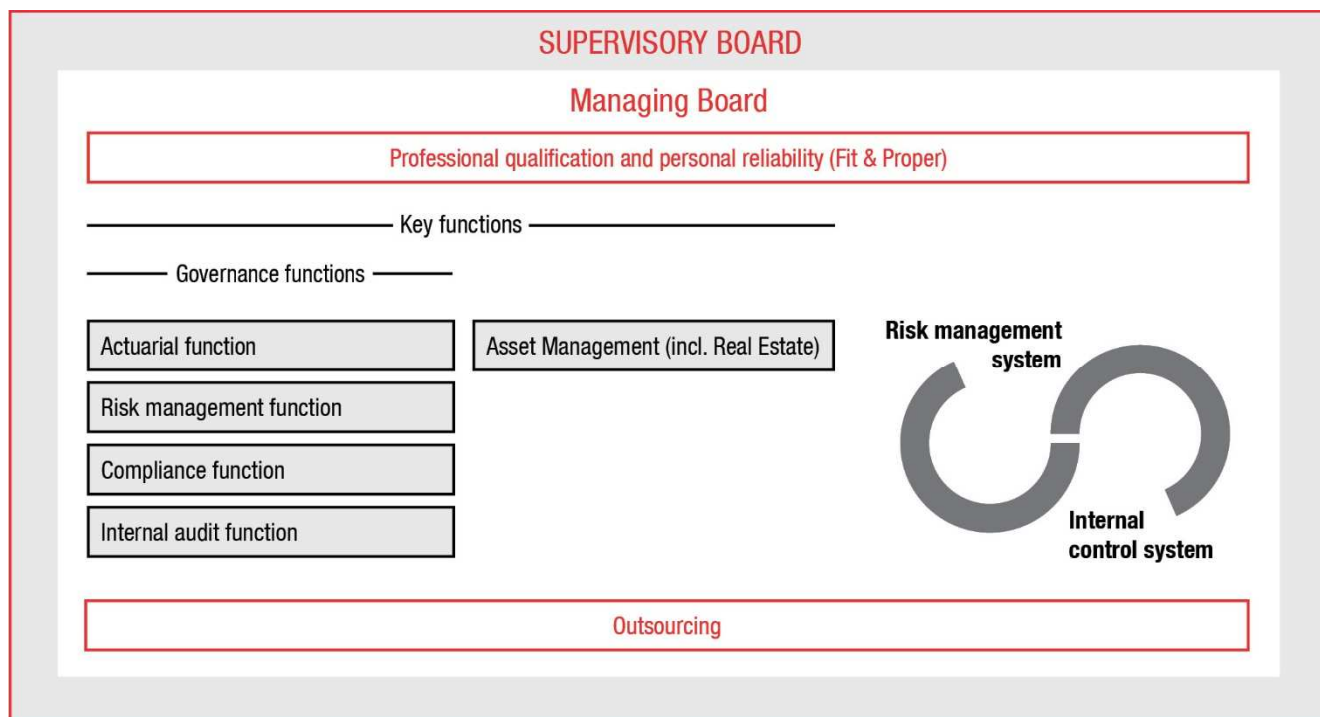 SUPERVISORY BOARD
Managing Board
Professional qualification and personal reliability (Fit & Proper)
Key functions
Governance functions
Actuarial function
Asset Management (incl. Real Estate)
Risk management function
Compliance function
Internal audit function
Risk management
system
Internal
control system
Outsourcing